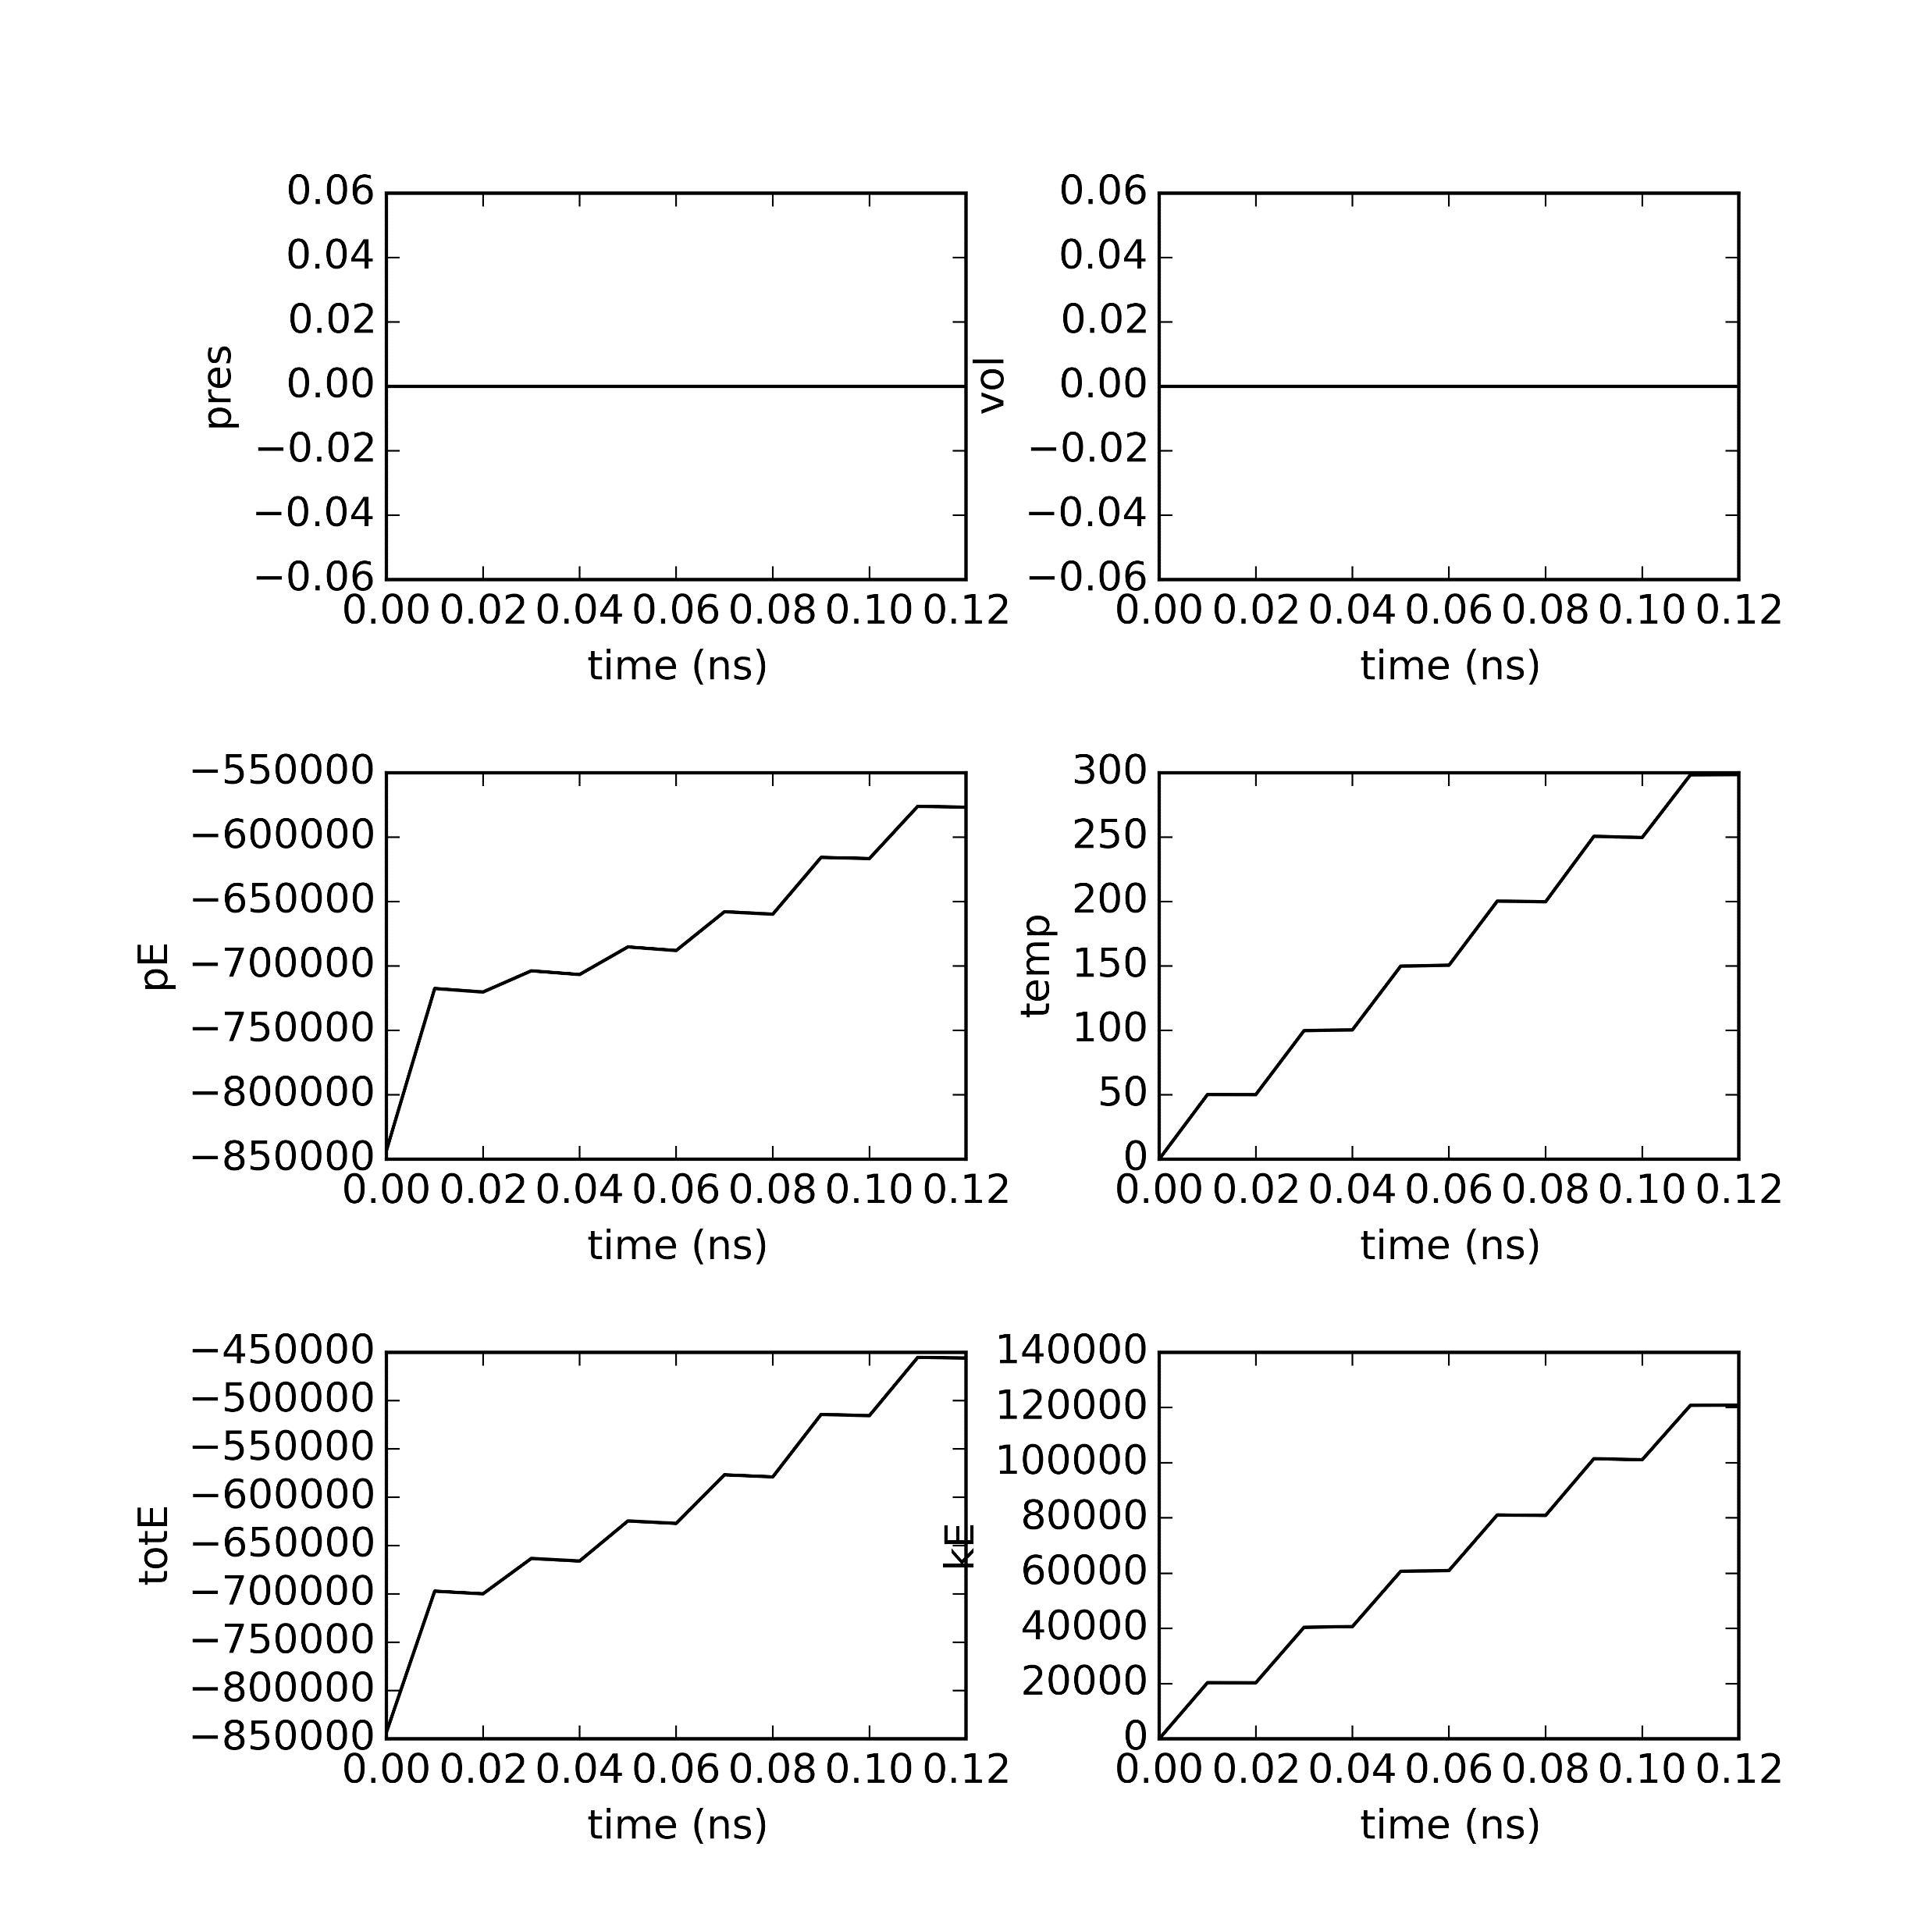 0.06
0.04
0.02
0.00
−0.02
−0.04
−0.06
pres
0.00 0.02 0.04 0.06 0.08 0.10 0.12
time (ns)
0.06
0.04
0.02
0.00
−0.02
−0.04
−0.06
vol
0.00 0.02 0.04 0.06 0.08 0.10 0.12
time (ns)
−550000
−600000
−650000
−700000
−750000
−800000
−850000
pE
0.00 0.02 0.04 0.06 0.08 0.10 0.12
time (ns)
300
250
200
150
100
50
0
temp
0.00 0.02 0.04 0.06 0.08 0.10 0.12
time (ns)
−450000
−500000
−550000
−600000
−650000
−700000
−750000
−800000
−850000
totE
0.00 0.02 0.04 0.06 0.08 0.10 0.12
time (ns)
140000
120000
100000
80000
60000
40000
20000
0
kE
0.00 0.02 0.04 0.06 0.08 0.10 0.12
time (ns)